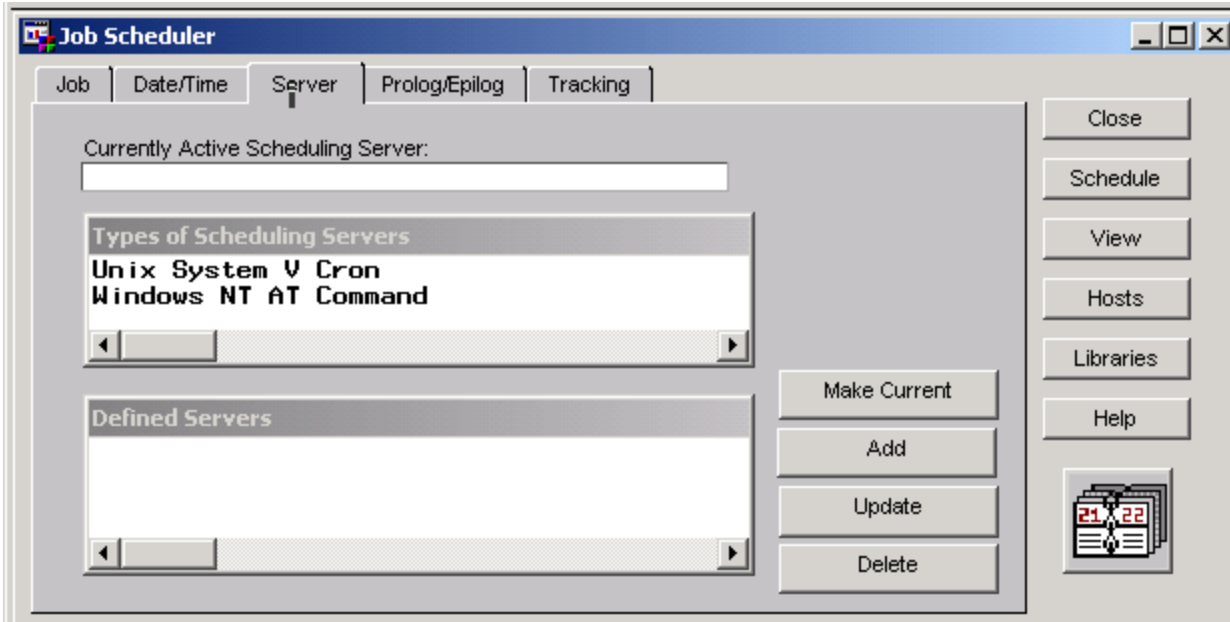 Job Scheduler
Job Date/Time Server Prolog/Epilog Tracking
Close
Currently Active Scheduling Server:
Schedule
Types of Scheduling Servers
View
Unix System V Cron
Windows NT AT Command
Hosts
Libraries
Make Current
Defined Servers
Help
Add
Update
21 22
Delete